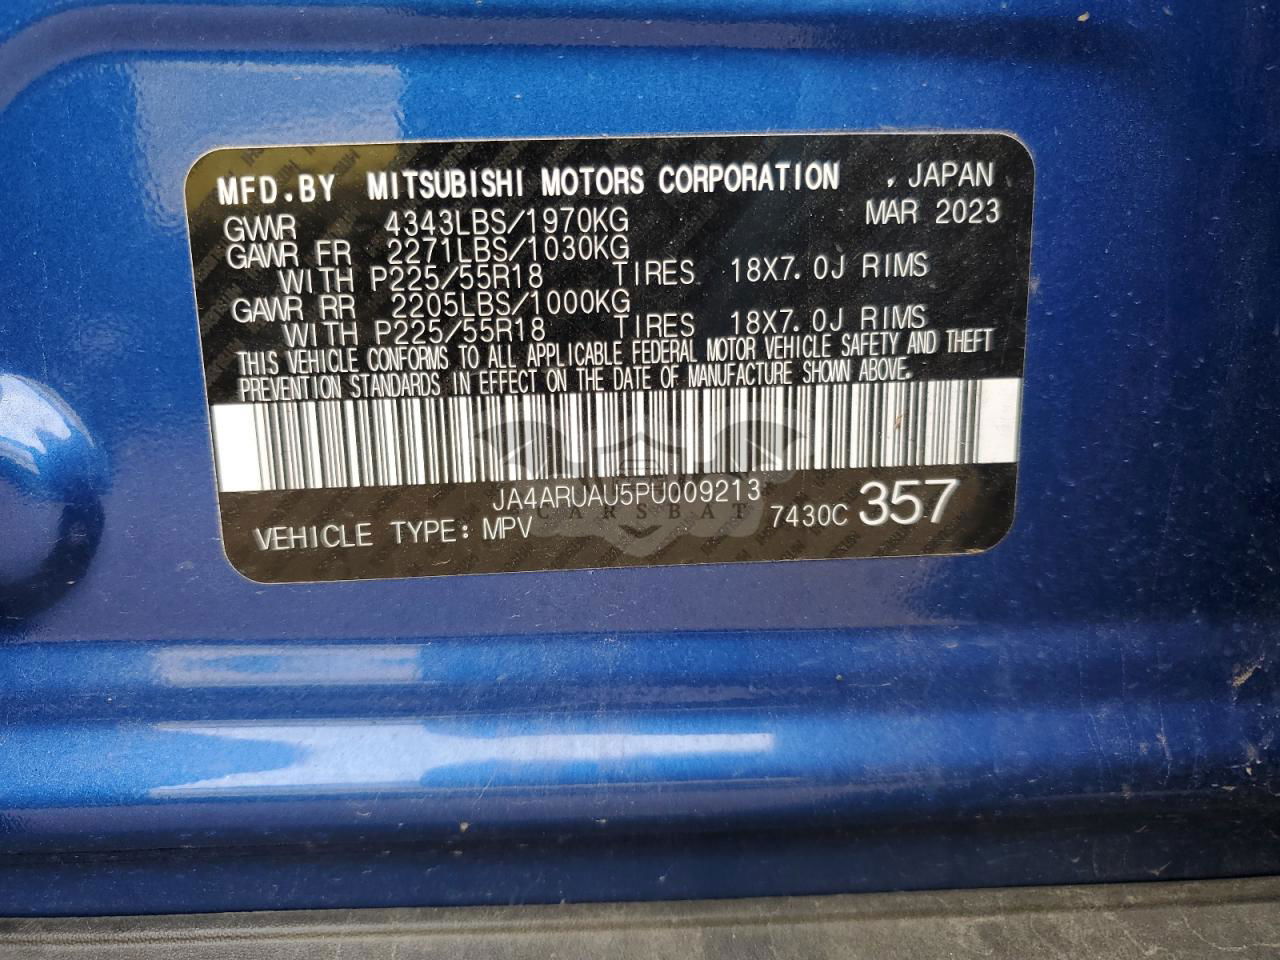 MFD.BY MITSUBISHI MOTORS CORPORATION , JAPAN
GVWR 4343LBS/1970KG MAR 2023
GAWR FR 2271LBS/1030KG
WITH P225/55R18 TIRES 18X7.0J RIMS
GAWR RR 2205LBS/1000KG
WITH P225/55R18 TIRES 18X7.0J RIMS
THIS VEHICLE CONFORMS TO ALL APPLICABLE FEDERAL MOTOR VEHICLE SAFETY AND THEFT
PREVENTION STANDARDS IN EFFECT ON THE DATE OF MANUFACTURE SHOWN ABOVE.
JA4ARUAU5PU009213
CARSBAT
VEHICLE TYPE: MPV 7430C 357